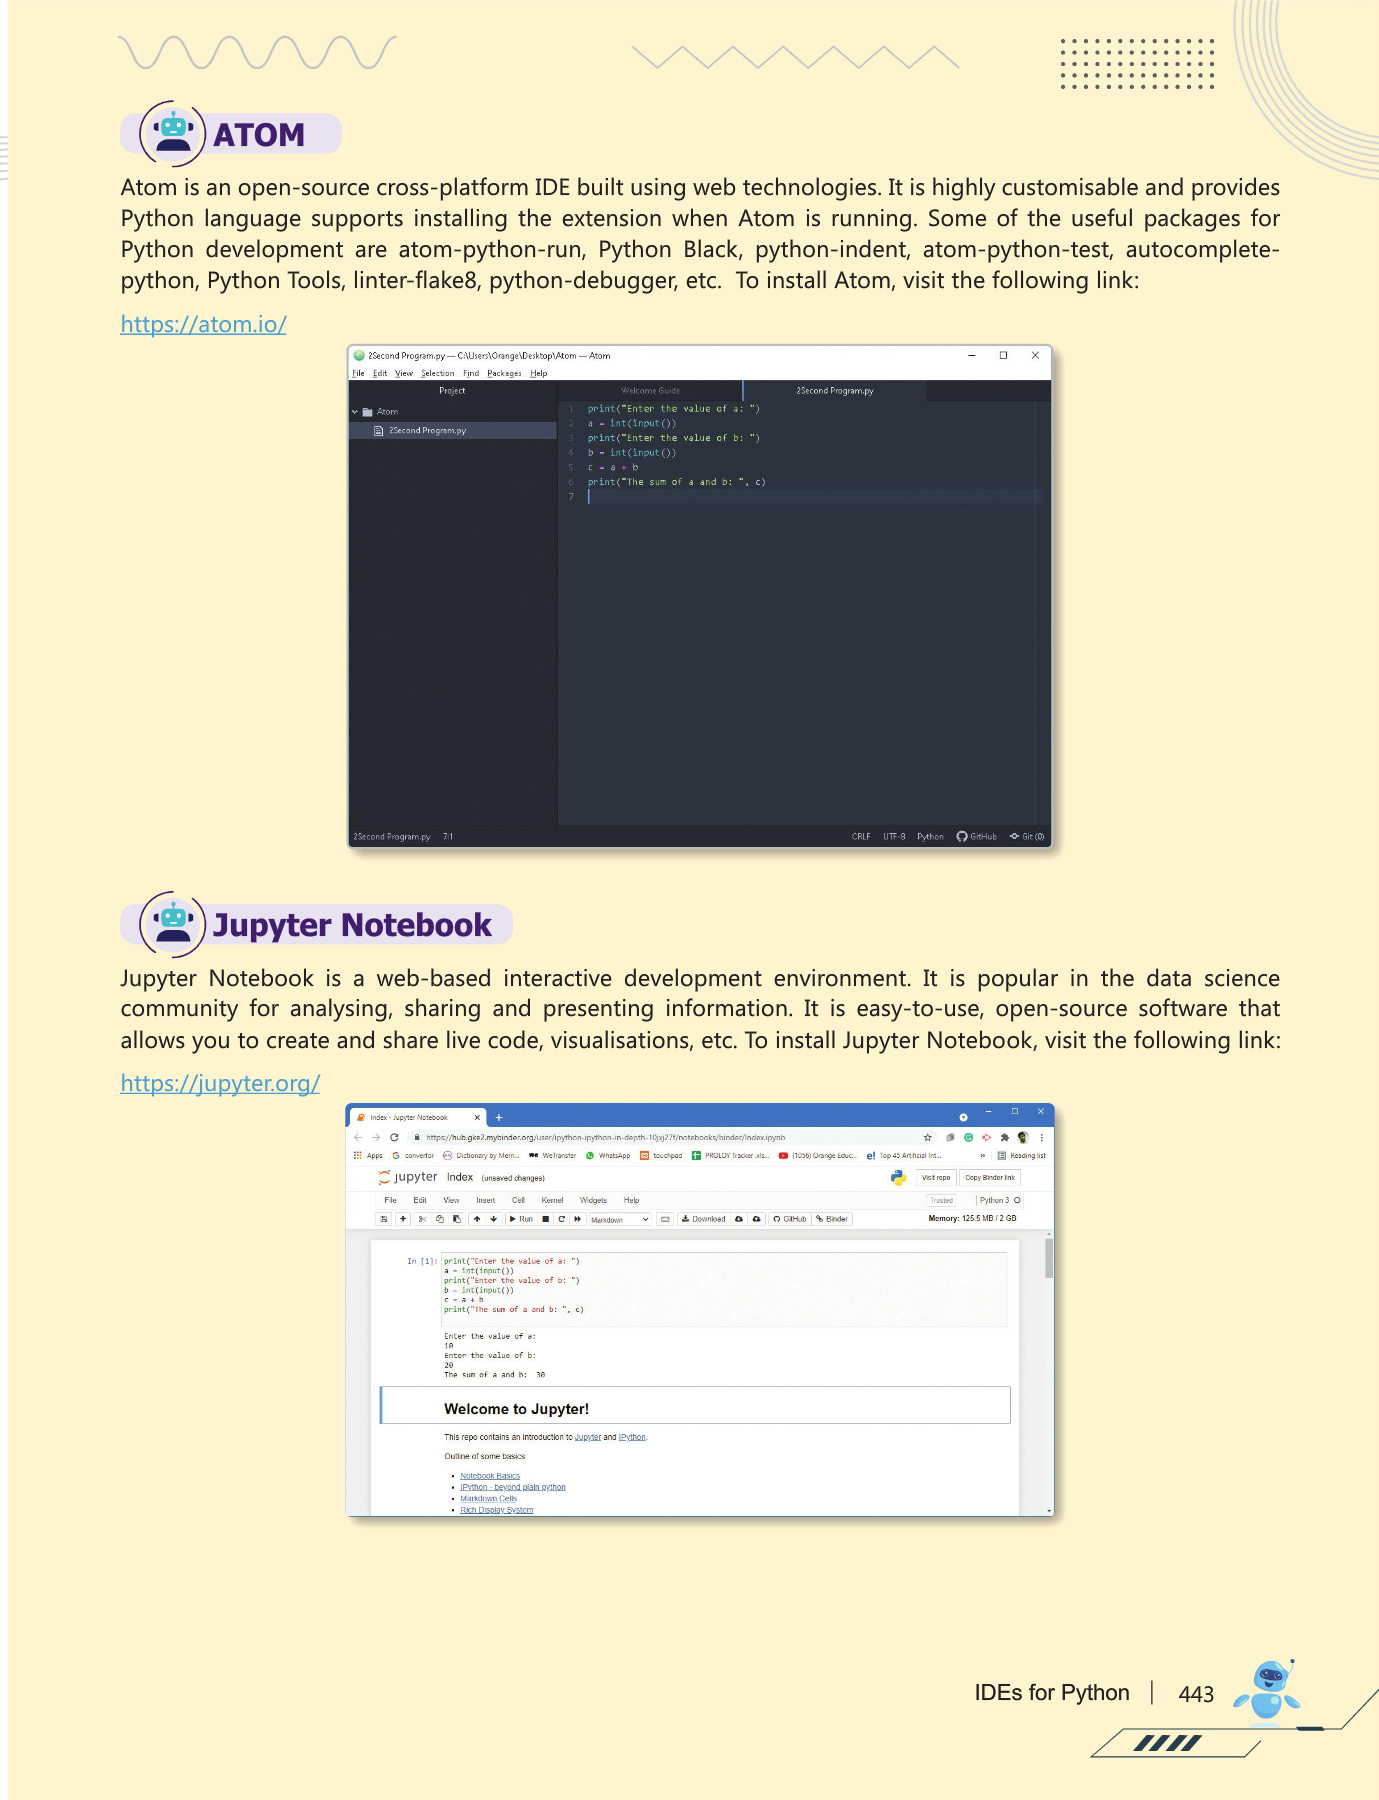 ATOM
Atom is an open-source cross-platform IDE built using web technologies. It is highly customisable and provides
Python language supports installing the extension when Atom is running. Some of the useful packages for
Python development are atom-python-run, Python Black, python-indent, atom-python-test, autocomplete-
python, Python Tools, linter-flake8, python-debugger, etc.  To install Atom, visit the following link:
https://atom.io/
2Second Program.py — C:\Users\Orange\Desktop\Atom — Atom
File Edit View Selection Find Packages Help
Project Welcome Guide 2Second Program.py
Atom
2Second Program.py
1 print("Enter the value of a: ")
2 a = int(input())
3 print("Enter the value of b: ")
4 b = int(input())
5 c = a + b
6 print("The sum of a and b: ", c)
7
2Second Program.py 7:1 CRLF UTF-8 Python GitHub Git (0)
Jupyter Notebook
Jupyter Notebook is a web-based interactive development environment. It is popular in the data science
community for analysing, sharing and presenting information. It is easy-to-use, open-source software that
allows you to create and share live code, visualisations, etc. To install Jupyter Notebook, visit the following link:
https://jupyter.org/
Index - Jupyter Notebook
https://hub.gke2.mybinder.org/user/ipython-ipython-in-depth-10jxj27f/notebooks/binder/Index.ipynb
Apps convertor Dictionary by Merri... WeTransfer WhatsApp touchpad PROLOY Tracker .xls... (1056) Orange Educ... Top 45 Artificial Int... » Reading list
jupyter Index (unsaved changes) Visit repo Copy Binder link
File Edit View Insert Cell Kernel Widgets Help Trusted Python 3
Run Markdown Download GitHub Binder Memory: 125.5 MB / 2 GB
In [1]: print("Enter the value of a: ")
a = int(input())
print("Enter the value of b: ")
b = int(input())
c = a + b
print("The sum of a and b: ", c)
Enter the value of a:
10
Enter the value of b:
20
The sum of a and b:  30
Welcome to Jupyter!
This repo contains an introduction to Jupyter and IPython.
Outline of some basics
• Notebook Basics
• IPython - beyond plain python
• Markdown Cells
• Rich Display System
IDEs for Python 443